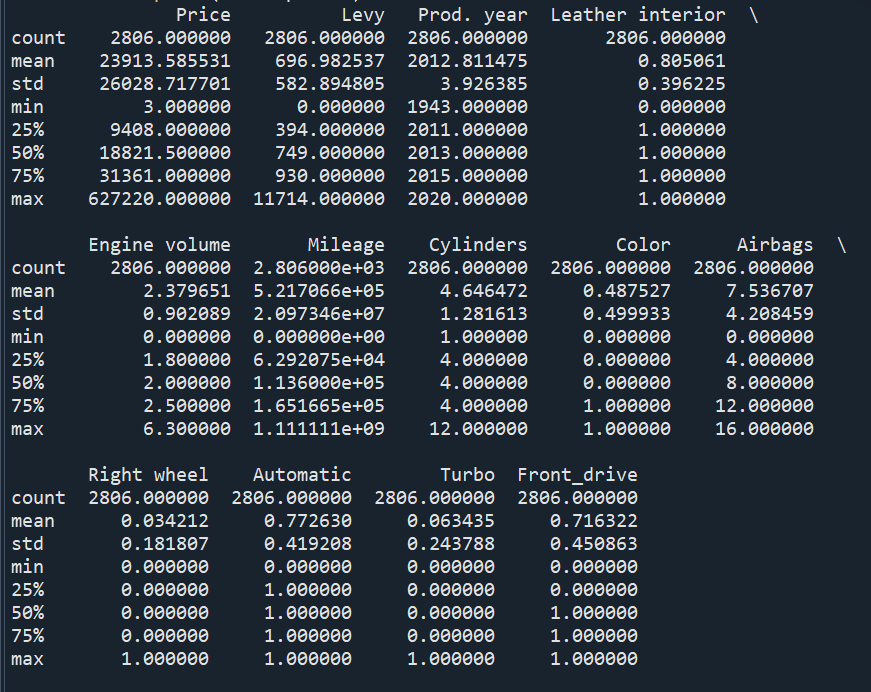 Price Levy Prod. year Leather interior \
count 2806.000000 2806.000000 2806.000000 2806.000000
mean 23913.585531 696.982537 2012.811475 0.805061
std 26028.717701 582.894805 3.926385 0.396225
min 3.000000 0.000000 1943.000000 0.000000
25% 9408.000000 394.000000 2011.000000 1.000000
50% 18821.500000 749.000000 2013.000000 1.000000
75% 31361.000000 930.000000 2015.000000 1.000000
max 627220.000000 11714.000000 2020.000000 1.000000
Engine volume Mileage Cylinders Color Airbags \
count 2806.000000 2.806000e+03 2806.000000 2806.000000 2806.000000
mean 2.379651 5.217066e+05 4.646472 0.487527 7.536707
std 0.902089 2.097346e+07 1.281613 0.499933 4.208459
min 0.000000 0.000000e+00 1.000000 0.000000 0.000000
25% 1.800000 6.292075e+04 4.000000 0.000000 4.000000
50% 2.000000 1.136000e+05 4.000000 0.000000 8.000000
75% 2.500000 1.651665e+05 4.000000 1.000000 12.000000
max 6.300000 1.111111e+09 12.000000 1.000000 16.000000
Right wheel Automatic Turbo Front_drive
count 2806.000000 2806.000000 2806.000000 2806.000000
mean 0.034212 0.772630 0.063435 0.716322
std 0.181807 0.419208 0.243788 0.450863
min 0.000000 0.000000 0.000000 0.000000
25% 0.000000 1.000000 0.000000 0.000000
50% 0.000000 1.000000 0.000000 1.000000
75% 0.000000 1.000000 0.000000 1.000000
max 1.000000 1.000000 1.000000 1.000000